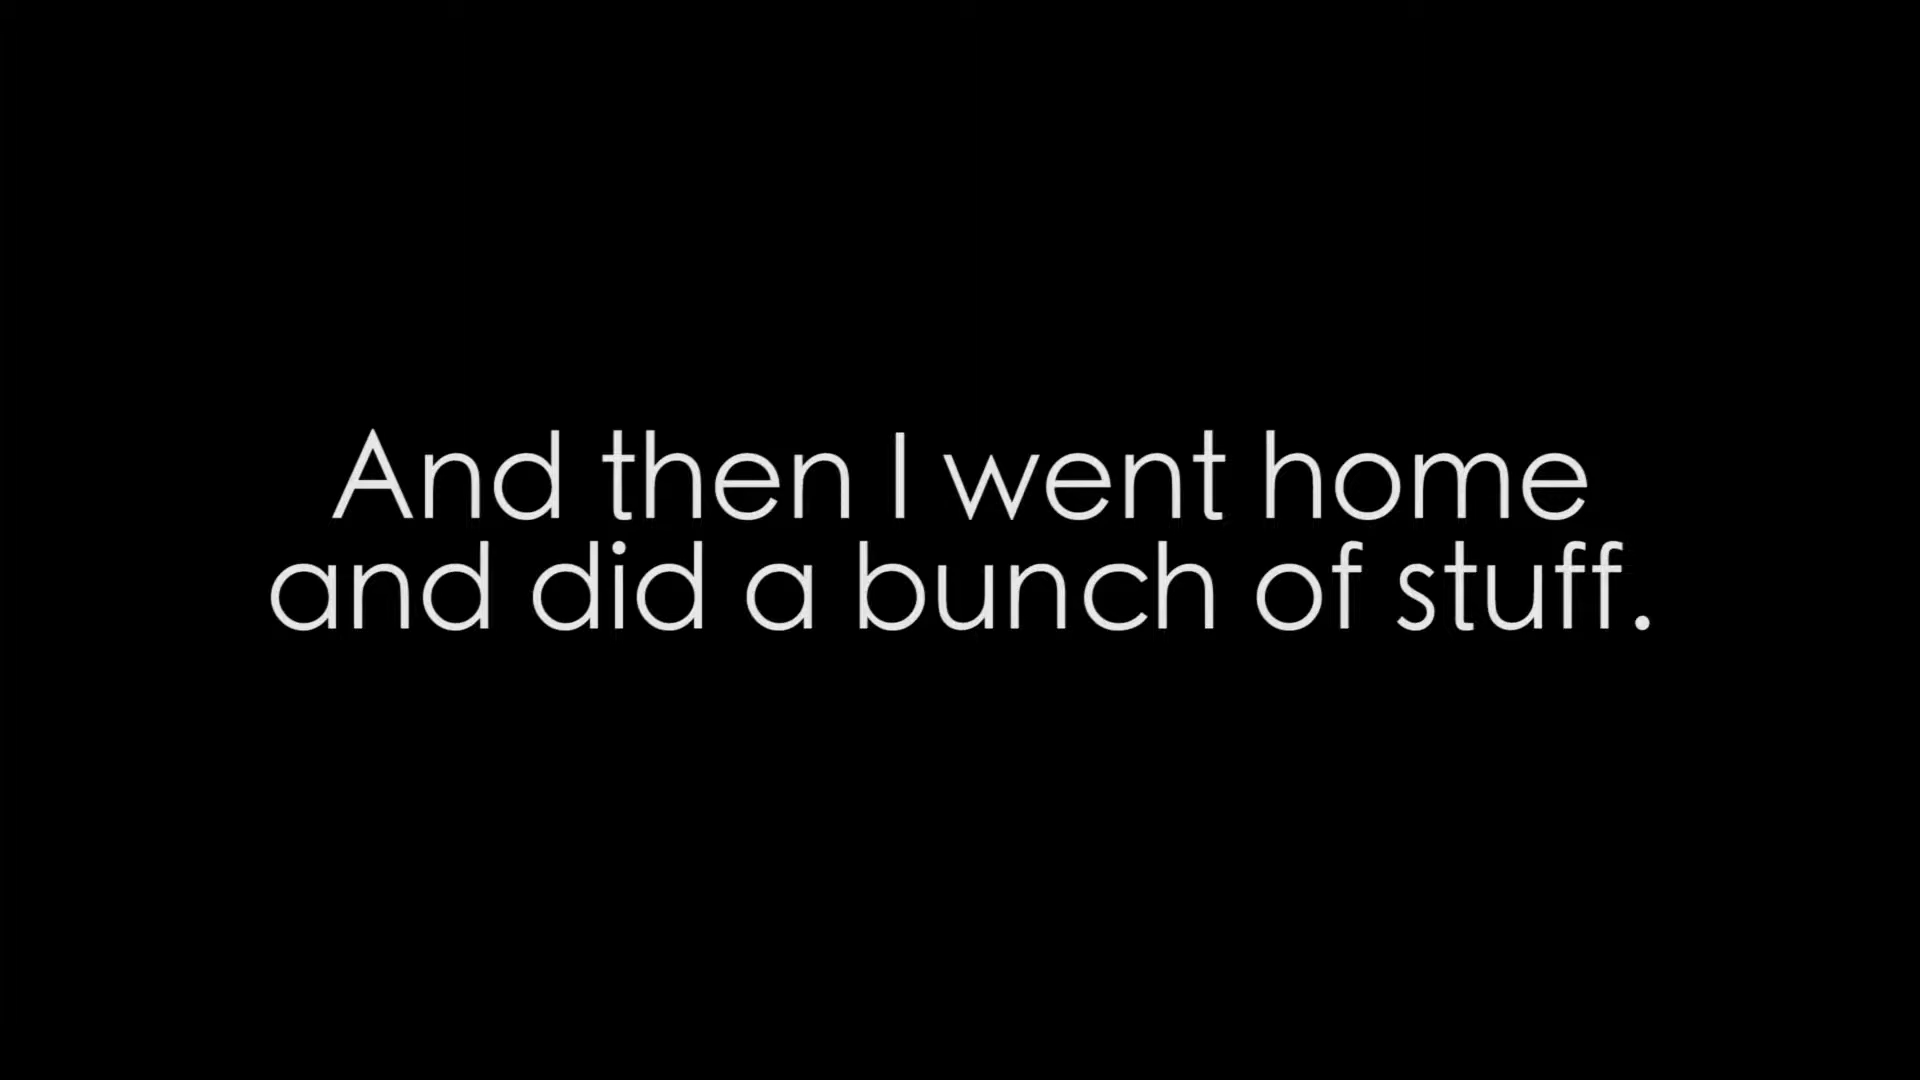 And then I went home
and did a bunch of stuff.